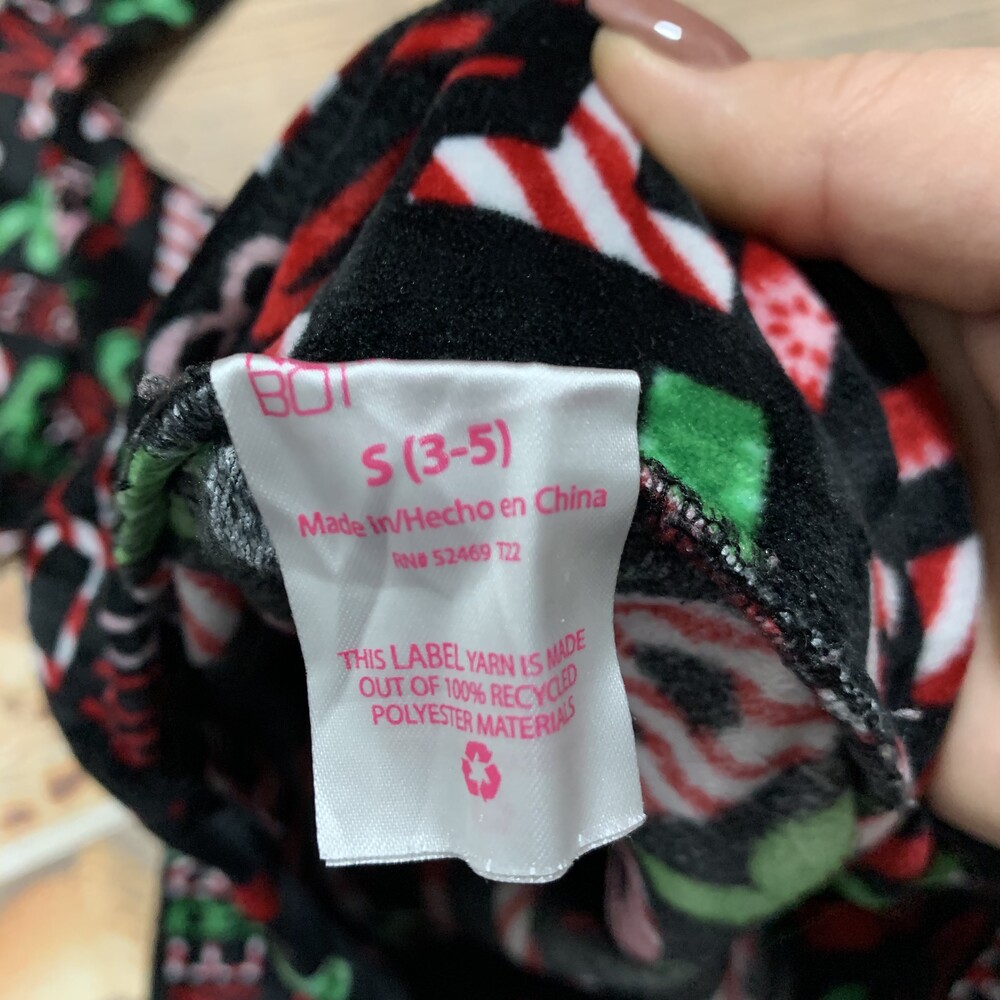 S (3-5)
Made In/Hecho en China
RN# 52469 T22
THIS LABEL YARN IS MADE
OUT OF 100% RECYCLED
POLYESTER MATERIALS